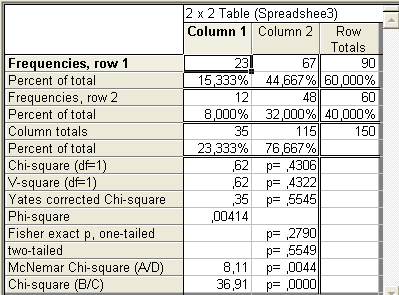 2 x 2 Table (Spreadshee3)
Column 1 Column 2 Row Totals
Frequencies, row 1 23 67 90
Percent of total 15,333% 44,667% 60,000%
Frequencies, row 2 12 48 60
Percent of total 8,000% 32,000% 40,000%
Column totals 35 115 150
Percent of total 23,333% 76,667%
Chi-square (df=1) ,62 p= ,4306
V-square (df=1) ,62 p= ,4322
Yates corrected Chi-square ,35 p= ,5545
Phi-square ,00414
Fisher exact p, one-tailed p= ,2790
two-tailed p= ,5549
McNemar Chi-square (A/D) 8,11 p= ,0044
Chi-square (B/C) 36,91 p= ,0000